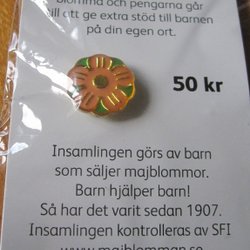 blomma och pengarna går
till att ge extra stöd till barnen
på din egen ort.
50 kr
Insamlingen görs av barn
som säljer majblommor.
Barn hjälper barn!
Så har det varit sedan 1907.
Insamlingen kontrolleras av SFI
www.majblomman.se